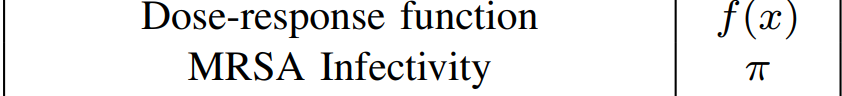 Dose-response function f(x)
MRSA Infectivity π